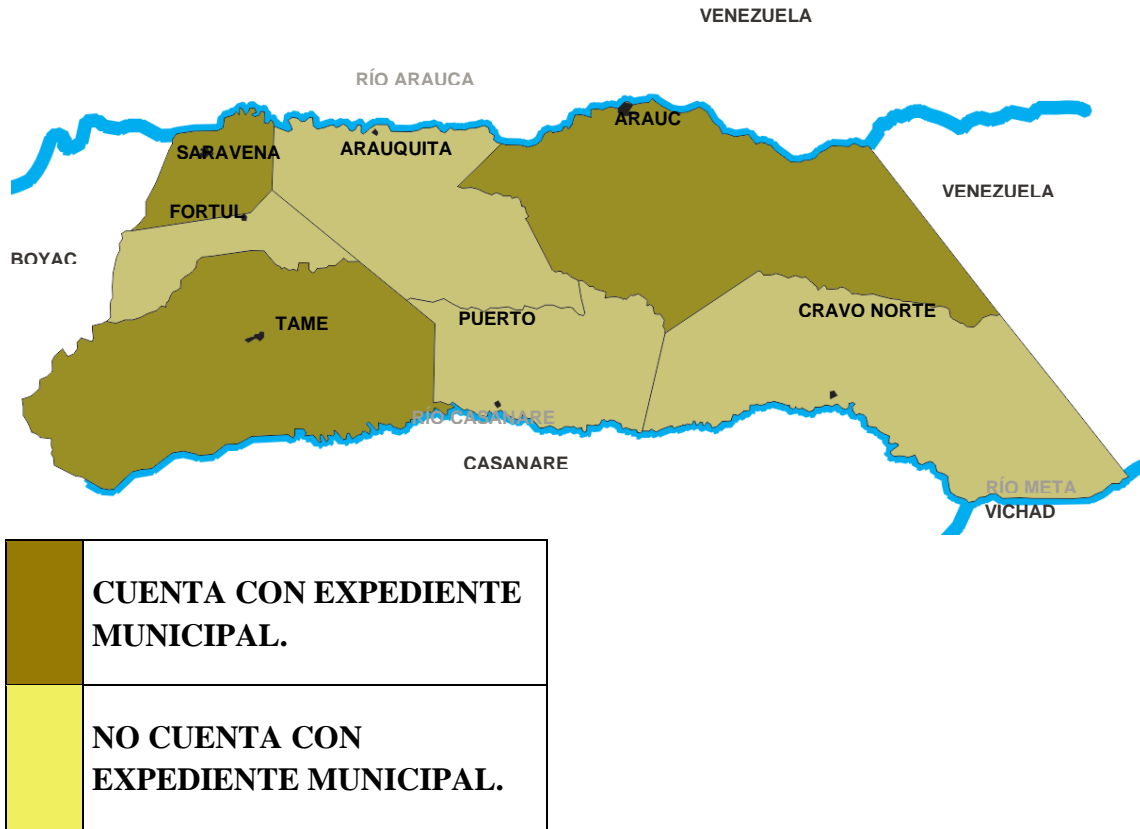 VENEZUELA
RÍO ARAUCA
ARAUC
SARAVENA
ARAUQUITA
VENEZUELA
FORTUL
BOYAC
CRAVO NORTE
PUERTO
TAME
RÍO CASANARE
CASANARE
RÍO META
VICHAD
CUENTA CON EXPEDIENTE
MUNICIPAL.
NO CUENTA CON
EXPEDIENTE MUNICIPAL.